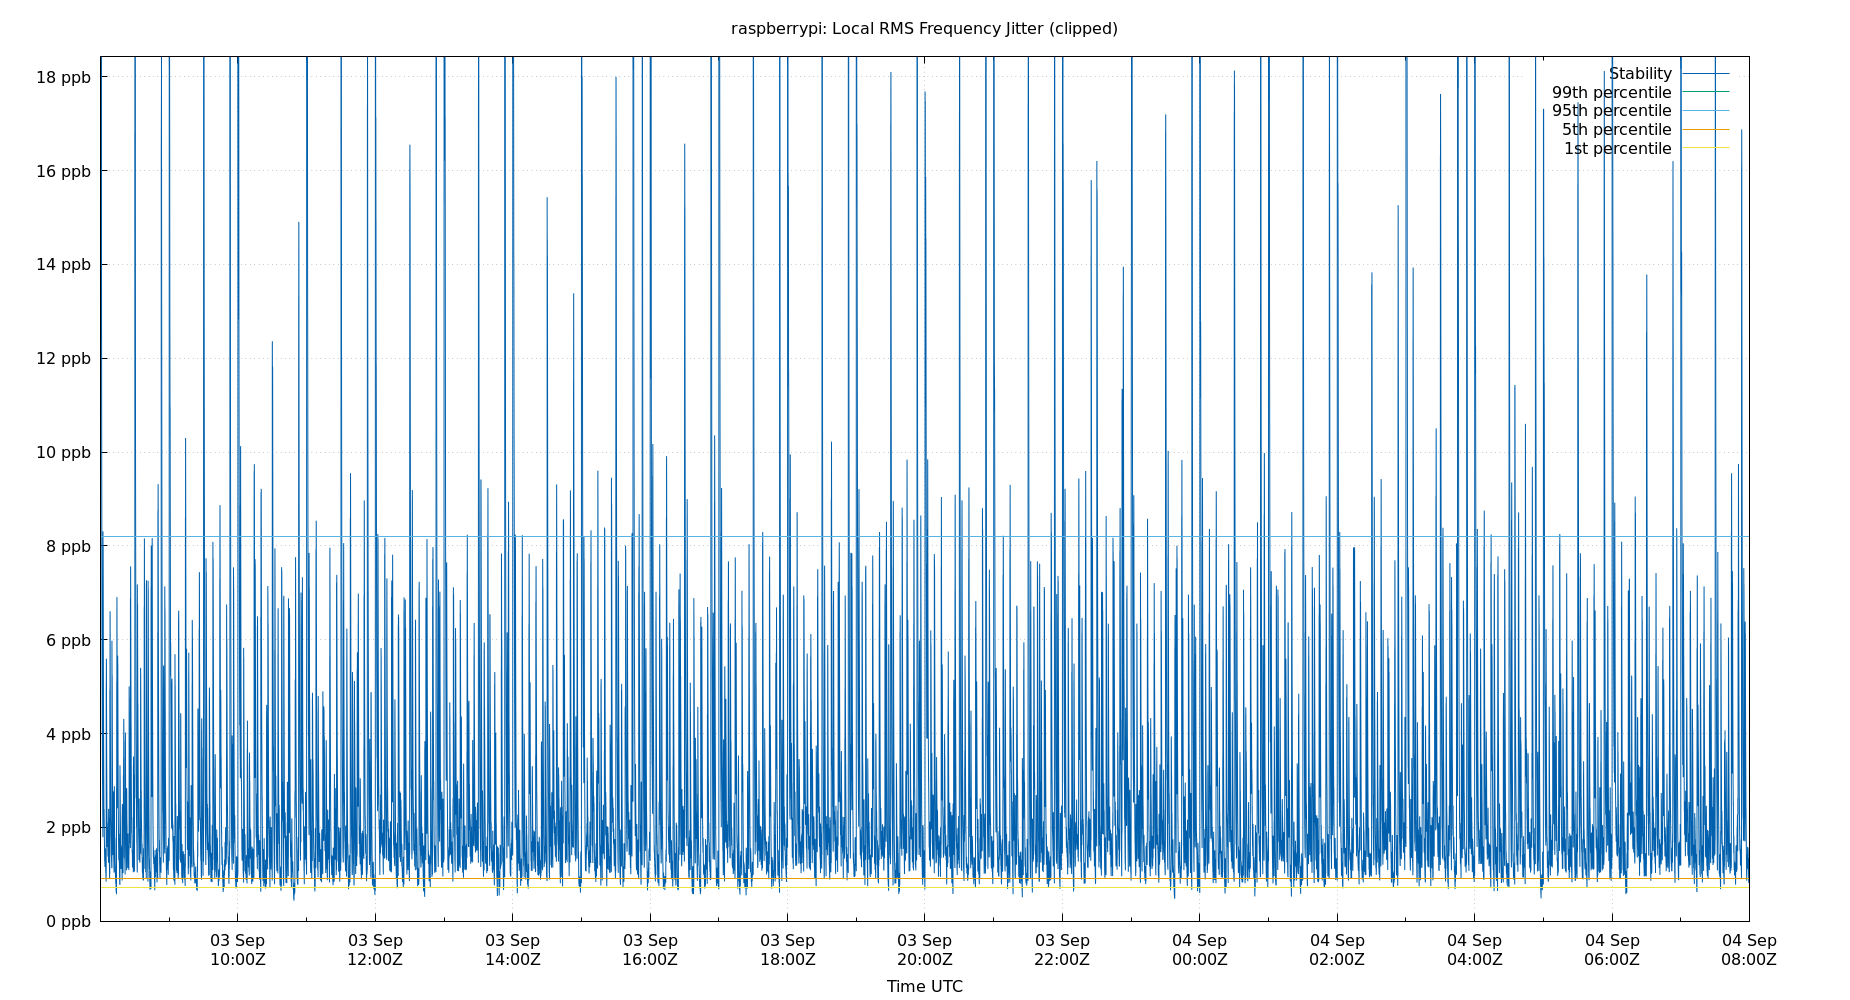 raspberrypi: Local RMS Frequency Jitter (clipped)
18 ppb
16 ppb
14 ppb
12 ppb
10 ppb
8 ppb
6 ppb
4 ppb
2 ppb
0 ppb
Stability
99th percentile
95th percentile
5th percentile
1st percentile
03 Sep 03 Sep 03 Sep 03 Sep 03 Sep 03 Sep 03 Sep 04 Sep 04 Sep 04 Sep 04 Sep 04 Sep
10:00Z 12:00Z 14:00Z 16:00Z 18:00Z 20:00Z 22:00Z 00:00Z 02:00Z 04:00Z 06:00Z 08:00Z
Time UTC